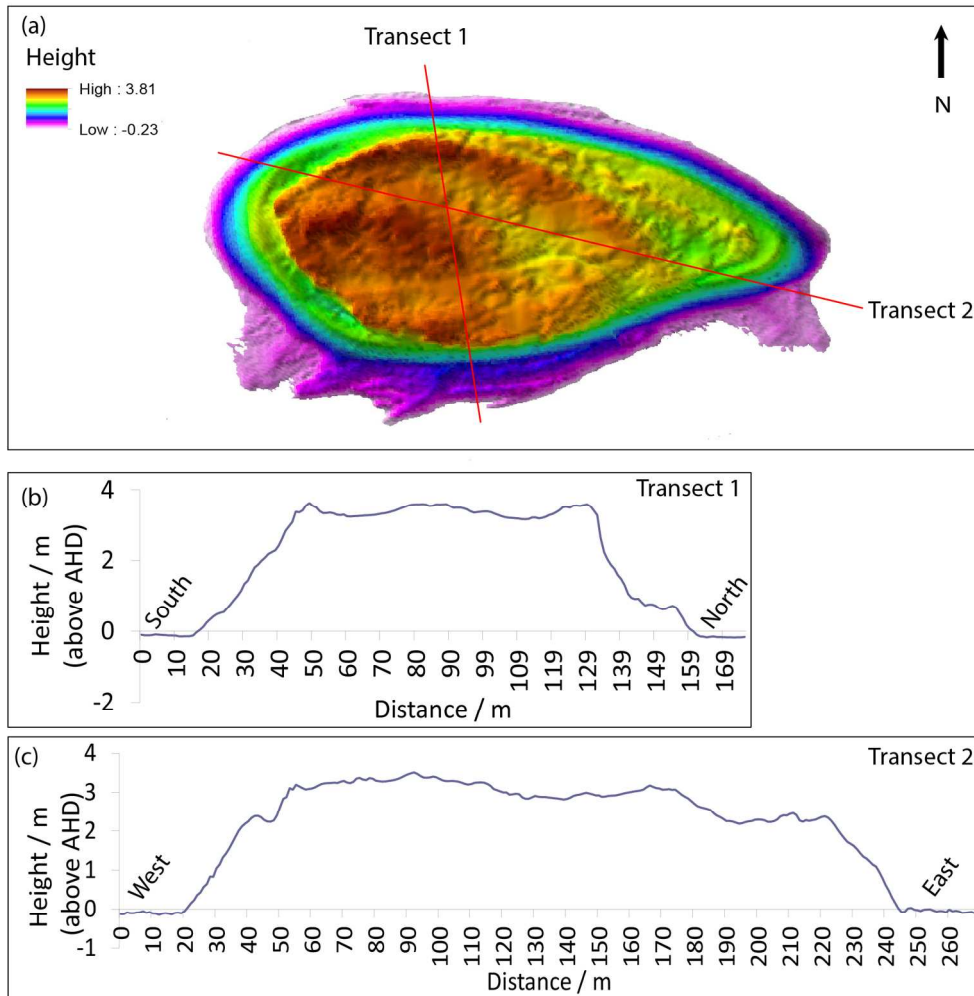 (a)
Transect 1
Height
High : 3.81
Low : -0.23
N
Transect 2
(b)
Transect 1
Height / m
(above AHD)
4
2
0
-2
South
North
0 10 20 30 40 50 60 70 80 90 99 109 119 129 139 149 159 169
Distance / m
(c)
Transect 2
Height / m
(above AHD)
4
3
2
1
0
-1
West
East
0 10 20 30 40 50 60 70 80 90 100 110 120 130 140 150 160 170 180 190 200 210 220 230 240 250 260
Distance / m